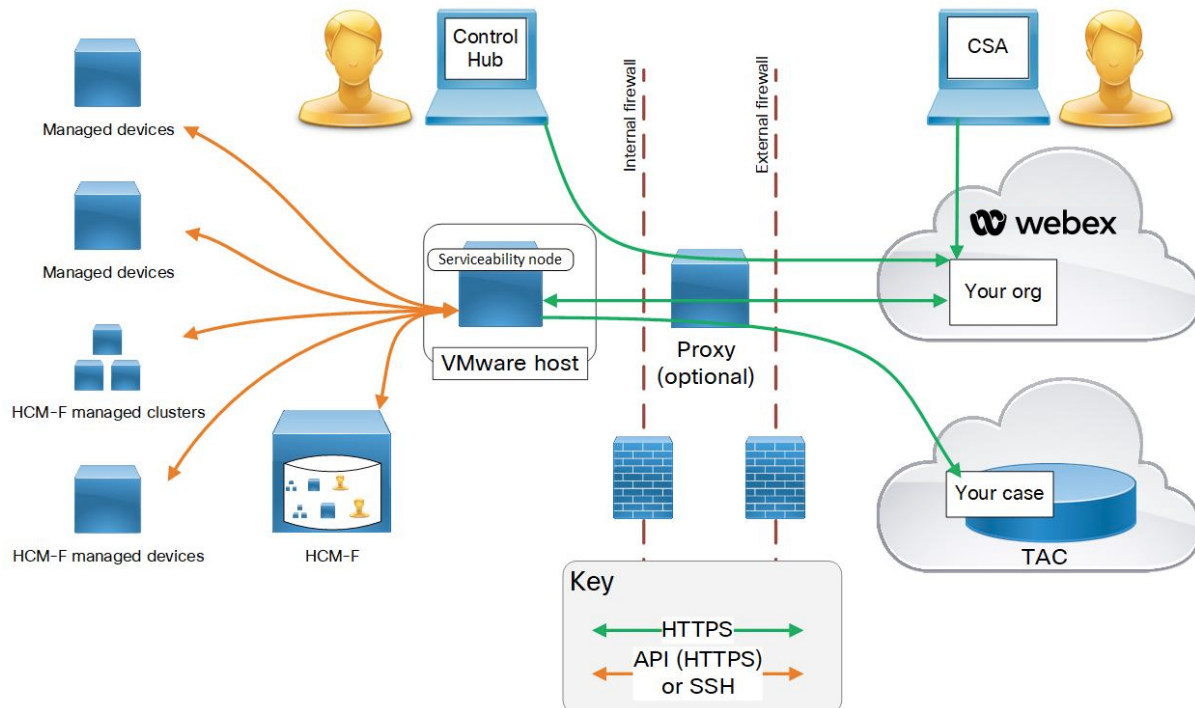 Control
Hub
CSA
Managed devices
Internal firewall
External firewall
Managed devices
webex
Serviceability node
Your org
VMware host
Proxy
(optional)
HCM-F managed clusters
Your case
HCM-F managed devices
HCM-F
TAC
Key
HTTPS
API (HTTPS)
or SSH